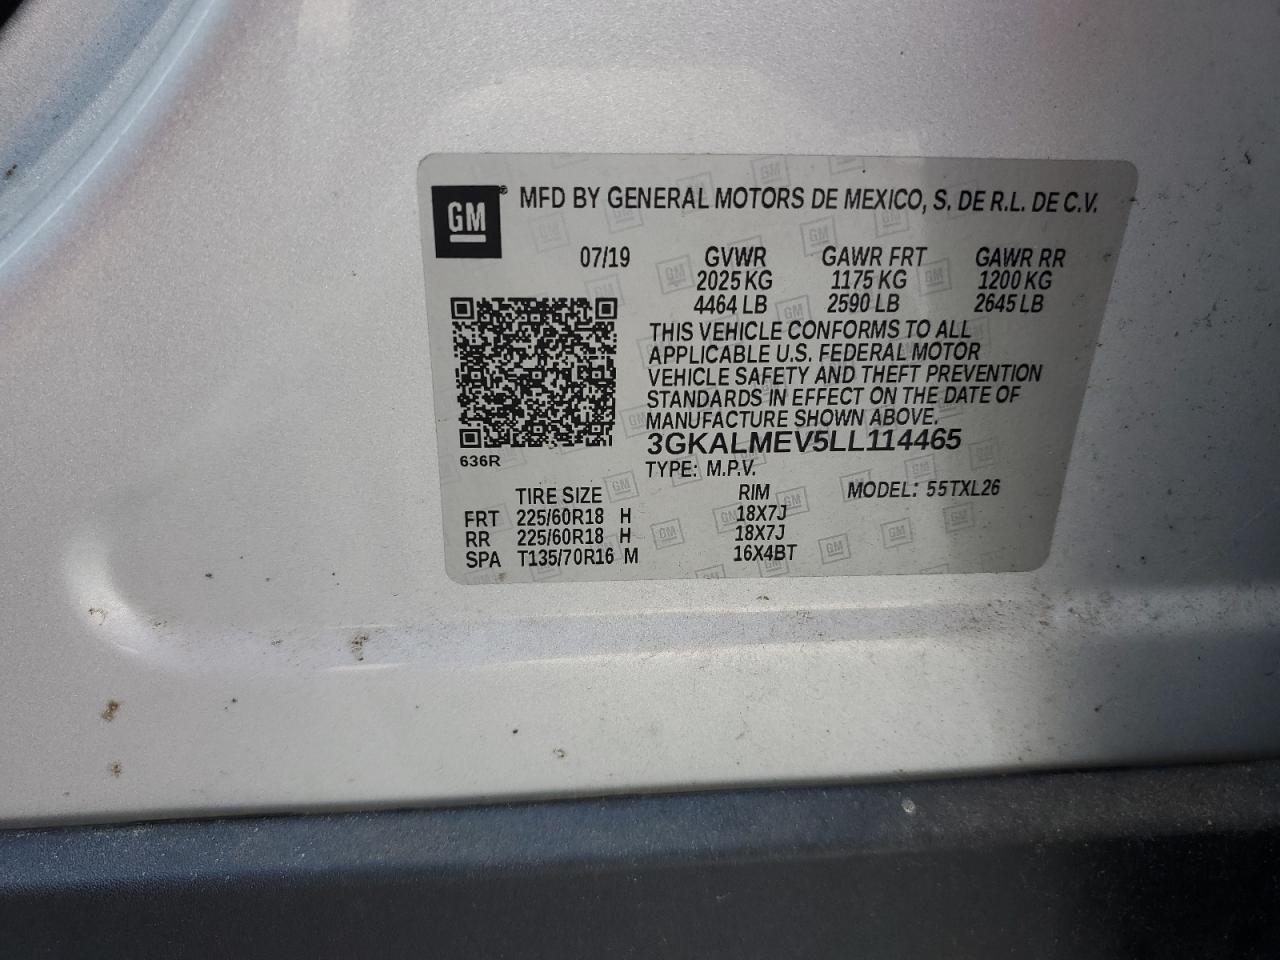 GM® MFD BY GENERAL MOTORS DE MEXICO, S. DE R.L. DE C.V.
07/19 GVWR GAWR FRT GAWR RR
2025 KG 1175 KG 1200 KG
4464 LB 2590 LB 2645 LB
THIS VEHICLE CONFORMS TO ALL
APPLICABLE U.S. FEDERAL MOTOR
VEHICLE SAFETY AND THEFT PREVENTION
STANDARDS IN EFFECT ON THE DATE OF
MANUFACTURE SHOWN ABOVE.
3GKALMEV5LL114465
636R
TYPE: M.P.V.
TIRE SIZE RIM MODEL: 55TXL26
FRT 225/60R18 H 18X7J
RR 225/60R18 H 18X7J
SPA T135/70R16 M 16X4BT